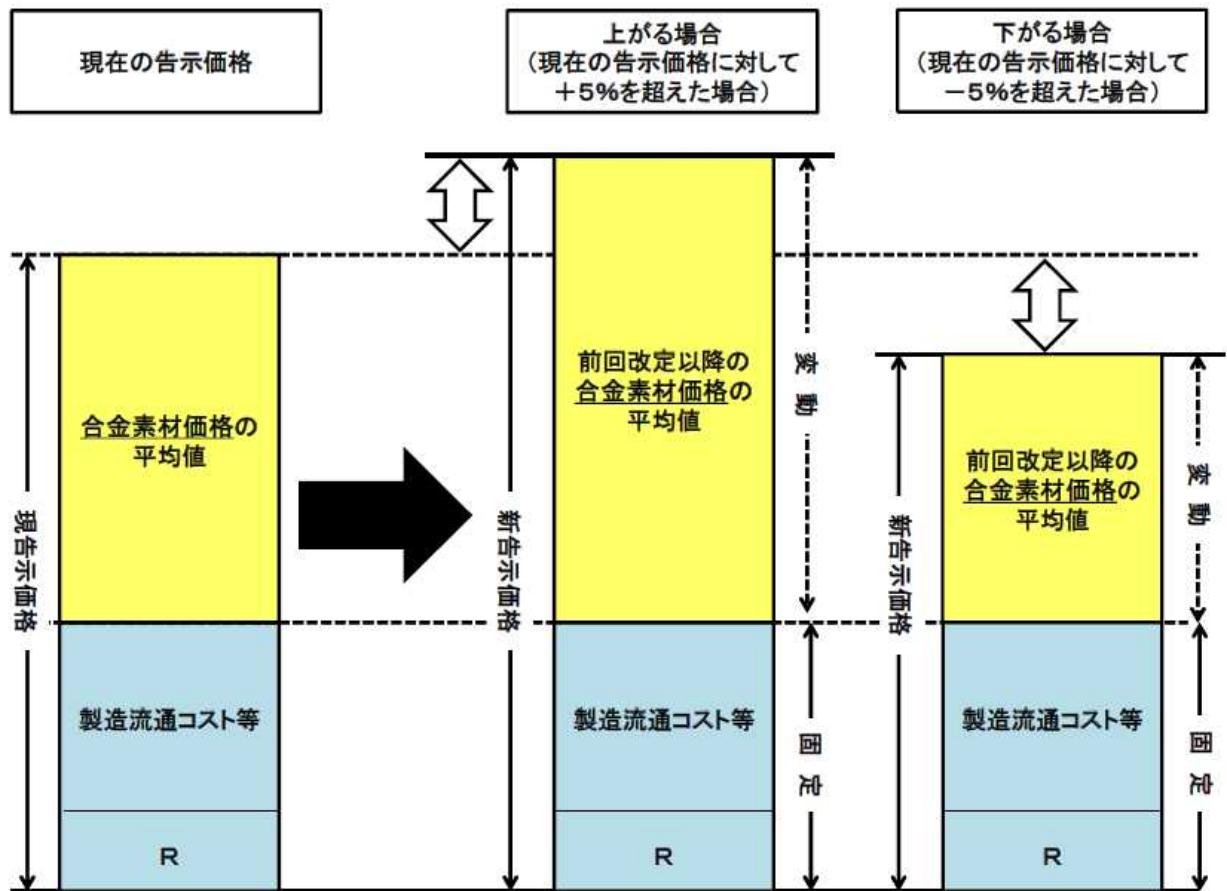 現在の告示価格
上がる場合
（現在の告示価格に対して
＋5％を超えた場合）
下がる場合
（現在の告示価格に対して
－5％を超えた場合）
現告示価格
合金素材価格の
平均値
製造流通コスト等
R
新告示価格
前回改定以降の
合金素材価格の
平均値
製造流通コスト等
R
変動
固定
新告示価格
前回改定以降の
合金素材価格の
平均値
製造流通コスト等
R
変動
固定